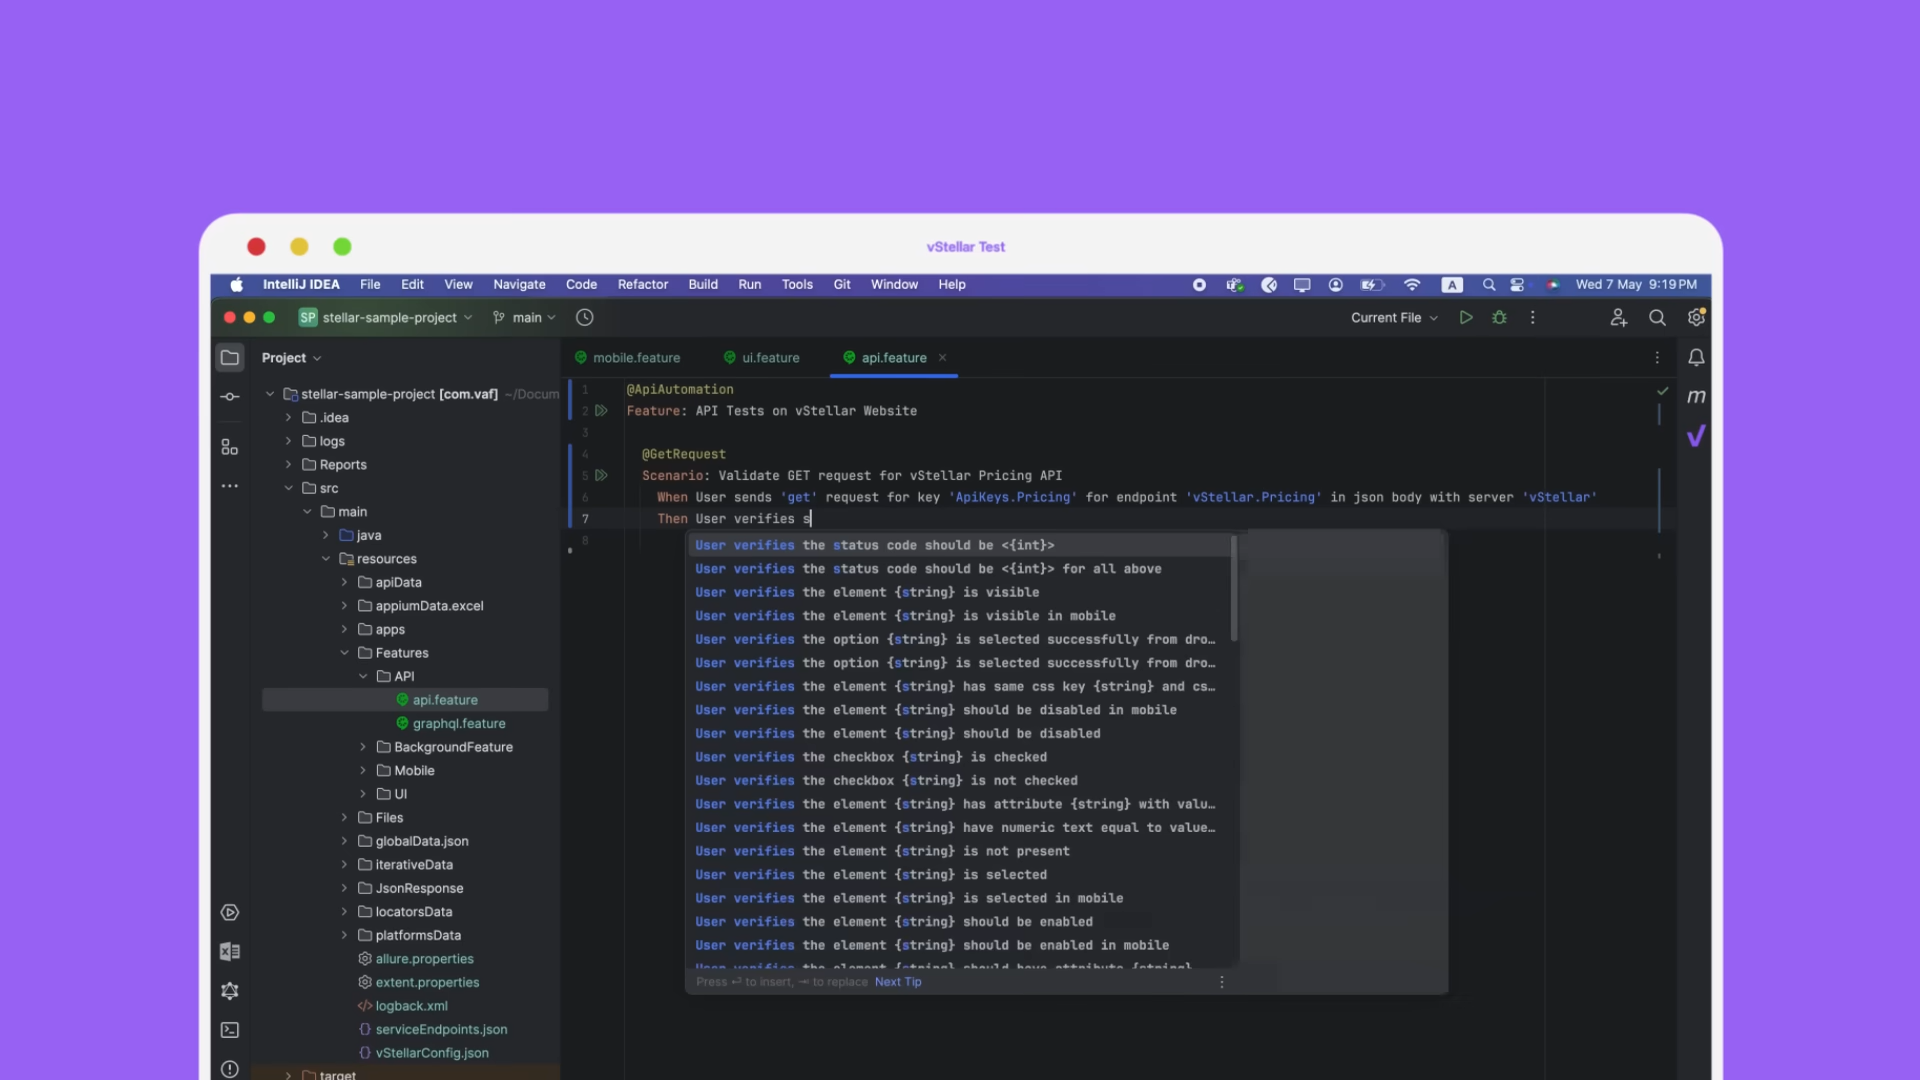 vStellar Test
IntelliJ IDEA File Edit View Navigate Code Refactor Build Run Tools Git Window Help A Wed 7 May 9:19 PM
SP stellar-sample-project main Current File
Project
mobile.feature ui.feature api.feature
stellar-sample-project [com.vaf] ~/Docum
.idea
logs
Reports
src
main
java
resources
apiData
appiumData.excel
apps
Features
API
api.feature
graphql.feature
BackgroundFeature
Mobile
UI
Files
globalData.json
iterativeData
JsonResponse
locatorsData
platformsData
allure.properties
extent.properties
logback.xml
serviceEndpoints.json
vStellarConfig.json
target
1 @ApiAutomation
2 Feature: API Tests on vStellar Website
3
4 @GetRequest
5 Scenario: Validate GET request for vStellar Pricing API
6 When User sends 'get' request for key 'ApiKeys.Pricing' for endpoint 'vStellar.Pricing' in json body with server 'vStellar'
7 Then User verifies s
8
User verifies the status code should be <{int}>
User verifies the status code should be <{int}> for all above
User verifies the element {string} is visible
User verifies the element {string} is visible in mobile
User verifies the option {string} is selected successfully from dro…
User verifies the option {string} is selected successfully from dro…
User verifies the element {string} has same css key {string} and cs…
User verifies the element {string} should be disabled in mobile
User verifies the element {string} should be disabled
User verifies the checkbox {string} is checked
User verifies the checkbox {string} is not checked
User verifies the element {string} has attribute {string} with valu…
User verifies the element {string} have numeric text equal to value…
User verifies the element {string} is not present
User verifies the element {string} is selected
User verifies the element {string} is selected in mobile
User verifies the element {string} should be enabled
User verifies the element {string} should be enabled in mobile
User verifies the element {string} should have attribute {string}
Press ↵ to insert, ⇥ to replace Next Tip
m